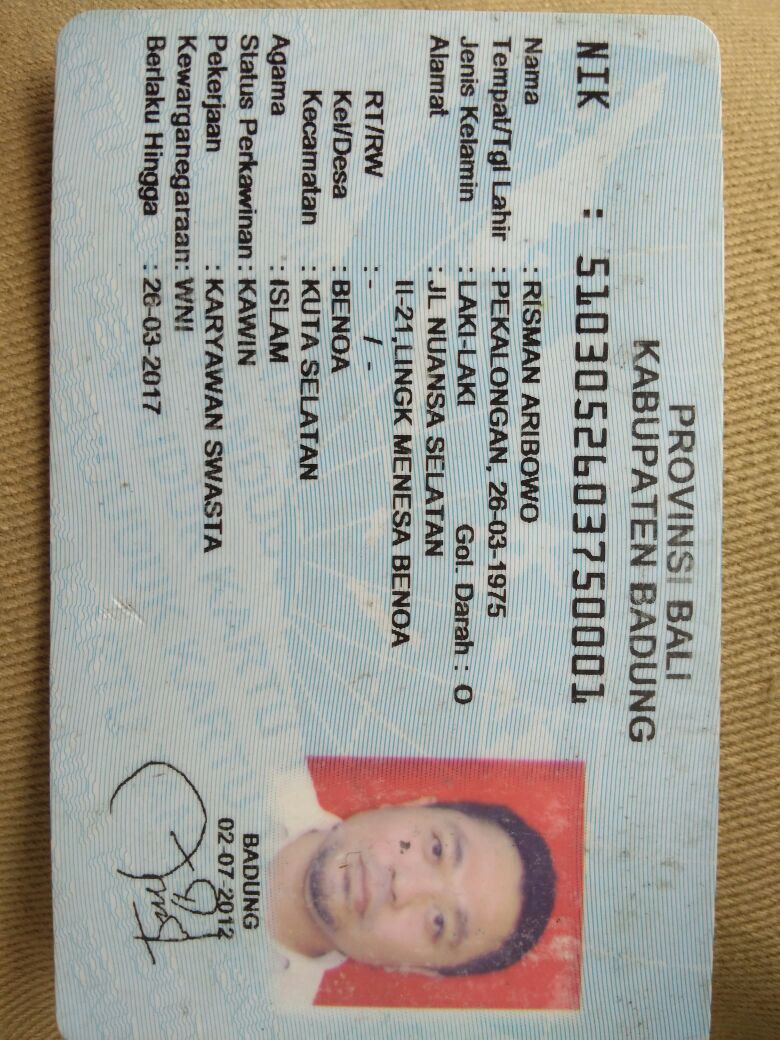 PROVINSI BALI
KABUPATEN BADUNG
NIK : 5103052603750001
Nama : RISMAN ARIBOWO
Tempat/Tgl Lahir : PEKALONGAN, 26-03-1975
Jenis Kelamin : LAKI-LAKI Gol. Darah : O
Alamat : JL NUANSA SELATAN
II-21,LINGK MENESA BENOA
RT/RW : - / -
Kel/Desa : BENOA
Kecamatan : KUTA SELATAN
Agama : ISLAM
Status Perkawinan : KAWIN
Pekerjaan : KARYAWAN SWASTA
Kewarganegaraan: WNI
Berlaku Hingga : 26-03-2017
BADUNG
02-07-2012